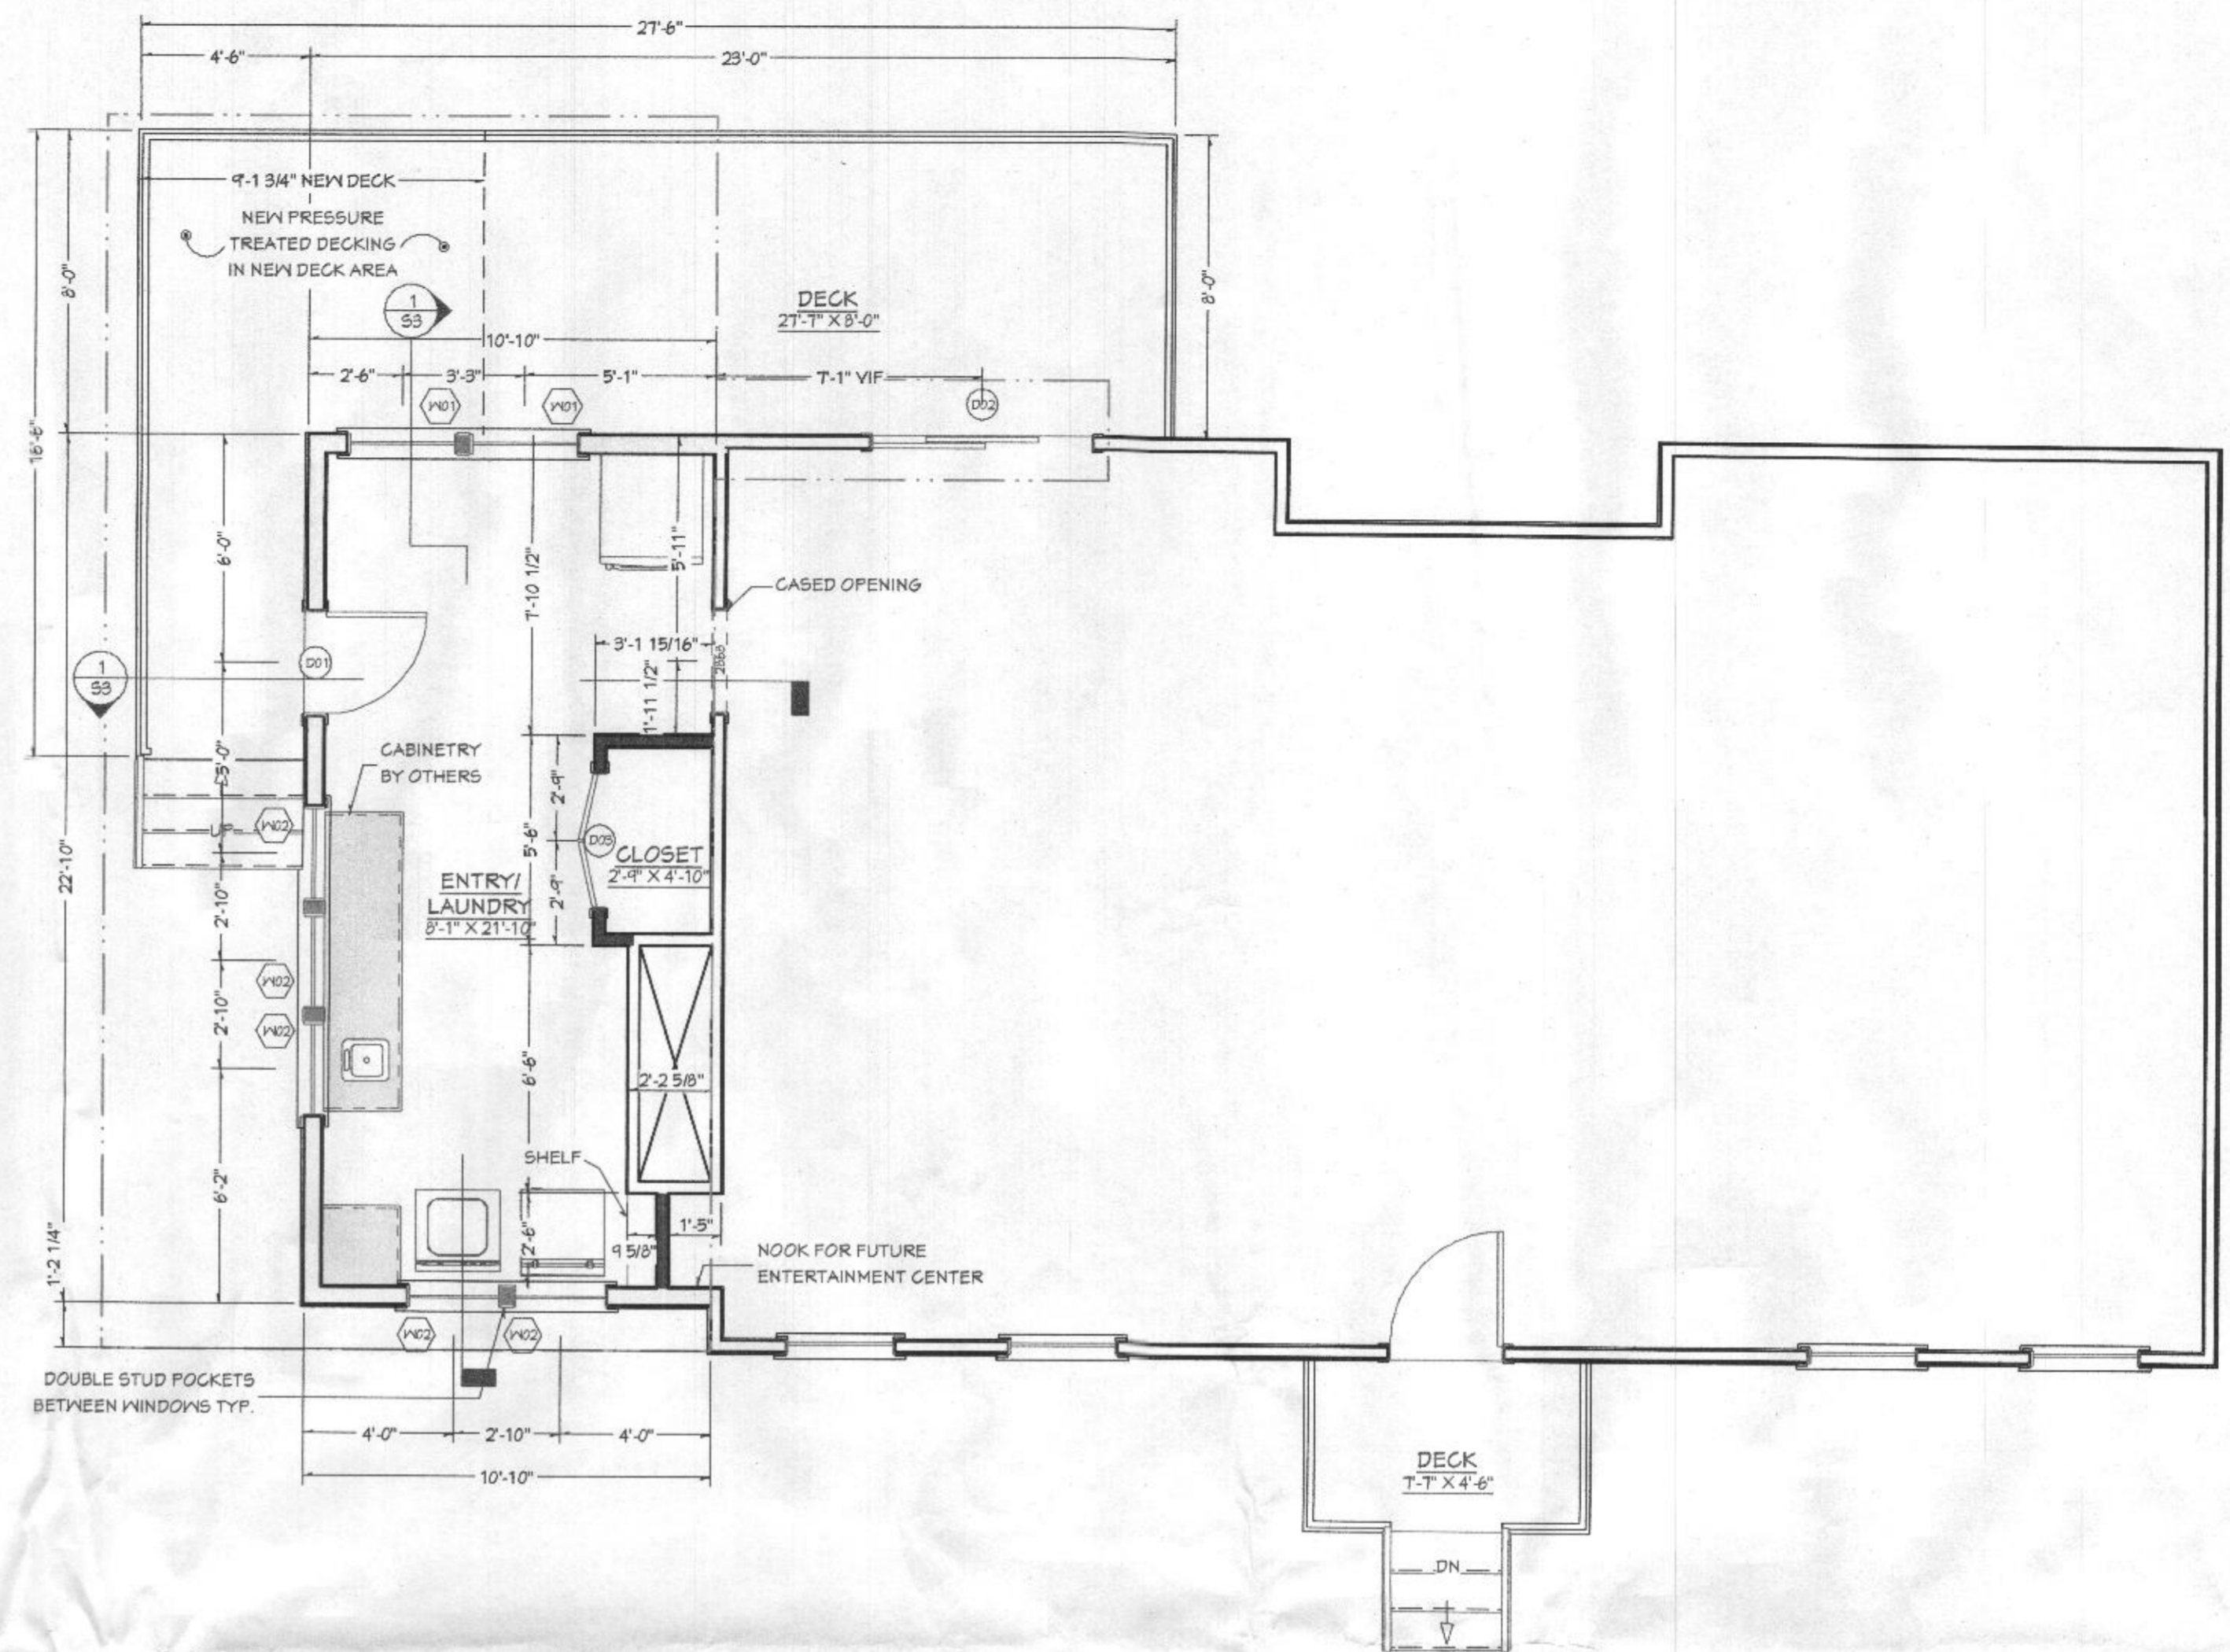 27'-6"
4'-6"
23'-0"
9'-1 3/4" NEW DECK
NEW PRESSURE
TREATED DECKING
IN NEW DECK AREA
8'-0"
16'-6"
8'-0"
1
S3
DECK
27'-7" X 8'-0"
10'-10"
2'-6"
3'-3"
5'-1"
7'-1" VIF
W01
W01
D02
6'-0"
7'-10 1/2"
5'-11"
CASED OPENING
3'-1 15/16"
2868
1'-11 1/2"
D01
1
S3
CABINETRY
BY OTHERS
5'-0"
2'-9"
UP
W02
D03
5'-6"
CLOSET
2'-9" X 4'-10"
22'-10"
ENTRY/
LAUNDRY
8'-1" X 21'-10"
2'-9"
2'-10"
W02
2'-10"
W02
6'-6"
2'-2 5/8"
SHELF
6'-2"
2'-6"
9 5/8"
1'-5"
1'-2 1/4"
NOOK FOR FUTURE
ENTERTAINMENT CENTER
W02
W02
DOUBLE STUD POCKETS
BETWEEN WINDOWS TYP.
4'-0"
2'-10"
4'-0"
10'-10"
DECK
7'-7" X 4'-6"
DN